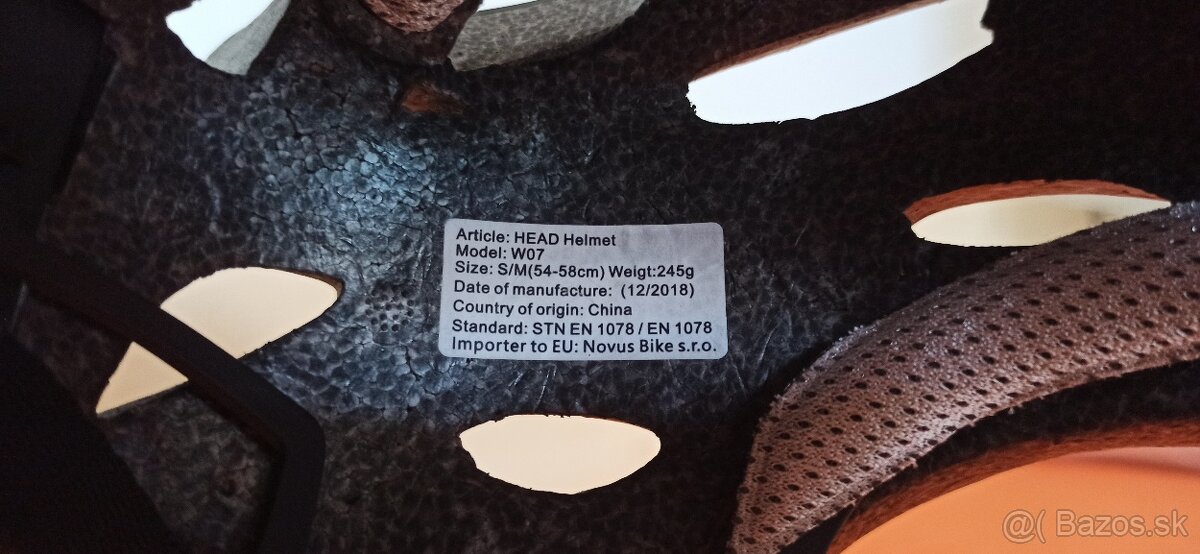 Article: HEAD Helmet
Model: W07
Size: S/M(54-58cm) Weigt:245g
Date of manufacture: (12/2018)
Country of origin: China
Standard: STN EN 1078 / EN 1078
Importer to EU: Novus Bike s.r.o.
@( Bazos.sk